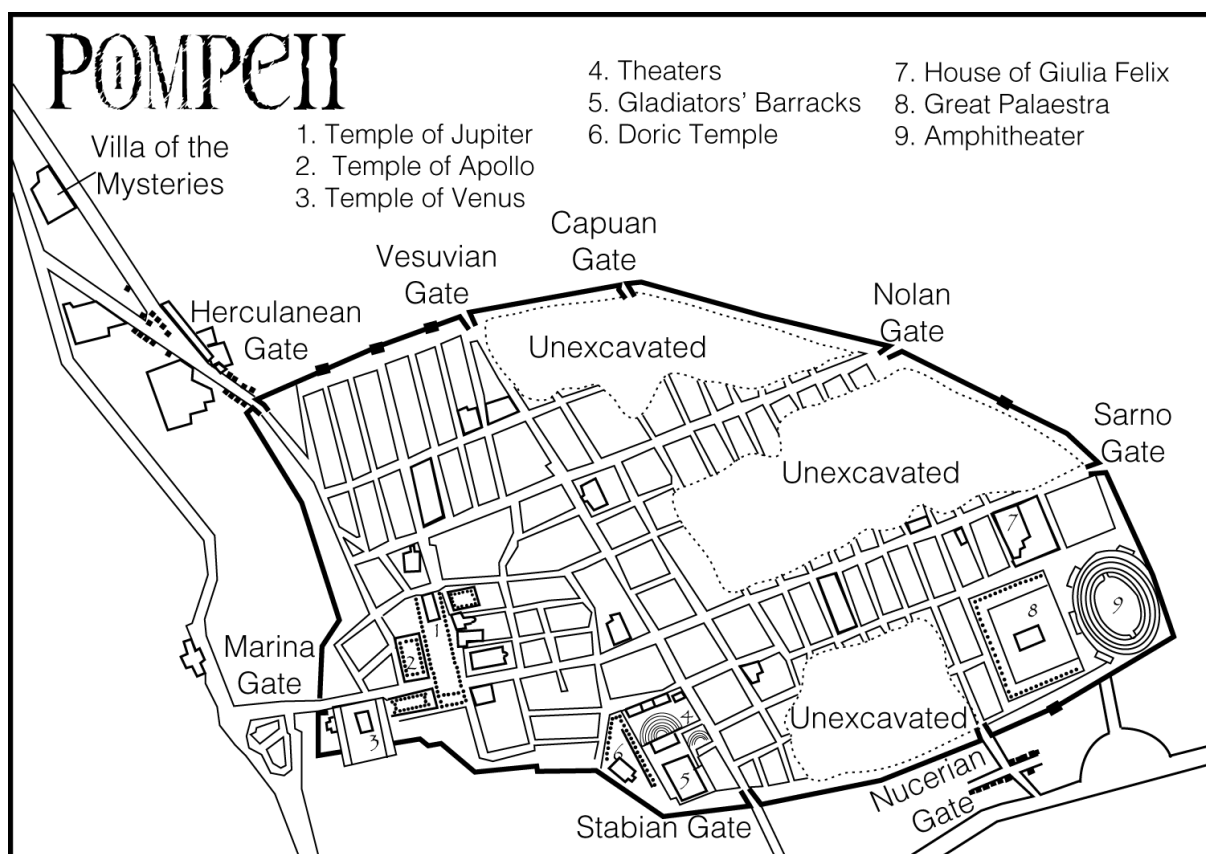 POMPEII
1. Temple of Jupiter
2. Temple of Apollo
3. Temple of Venus
4. Theaters
5. Gladiators' Barracks
6. Doric Temple
7. House of Giulia Felix
8. Great Palaestra
9. Amphitheater
Villa of the
Mysteries
Herculanean
Gate
Vesuvian
Gate
Capuan
Gate
Nolan
Gate
Sarno
Gate
Unexcavated
Unexcavated
7
8
9
1
2
3
Marina
Gate
4
5
6
Unexcavated
Nucerian
Gate
Stabian Gate